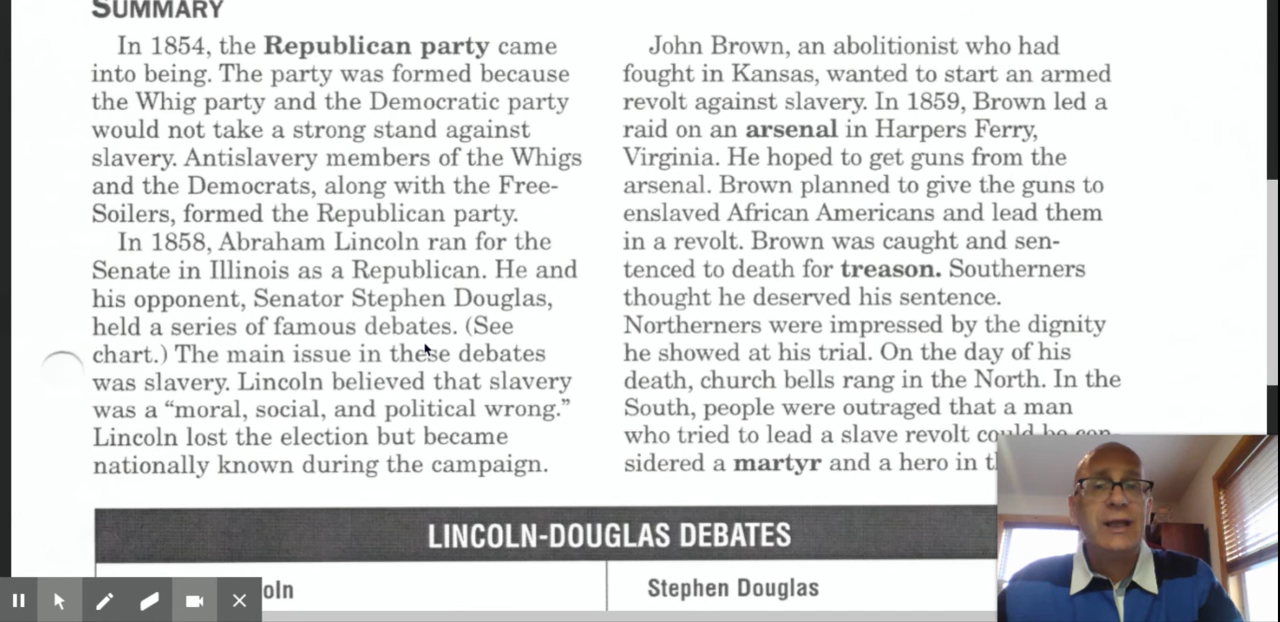 SUMMARY
In 1854, the Republican party came
into being. The party was formed because
the Whig party and the Democratic party
would not take a strong stand against
slavery. Antislavery members of the Whigs
and the Democrats, along with the Free-
Soilers, formed the Republican party.
In 1858, Abraham Lincoln ran for the
Senate in Illinois as a Republican. He and
his opponent, Senator Stephen Douglas,
held a series of famous debates. (See
chart.) The main issue in these debates
was slavery. Lincoln believed that slavery
was a “moral, social, and political wrong.”
Lincoln lost the election but became
nationally known during the campaign.
John Brown, an abolitionist who had
fought in Kansas, wanted to start an armed
revolt against slavery. In 1859, Brown led a
raid on an arsenal in Harpers Ferry,
Virginia. He hoped to get guns from the
arsenal. Brown planned to give the guns to
enslaved African Americans and lead them
in a revolt. Brown was caught and sen-
tenced to death for treason. Southerners
thought he deserved his sentence.
Northerners were impressed by the dignity
he showed at his trial. On the day of his
death, church bells rang in the North. In the
South, people were outraged that a man
who tried to lead a slave revolt could be con-
sidered a martyr and a hero in
LINCOLN-DOUGLAS DEBATES
oln
Stephen Douglas